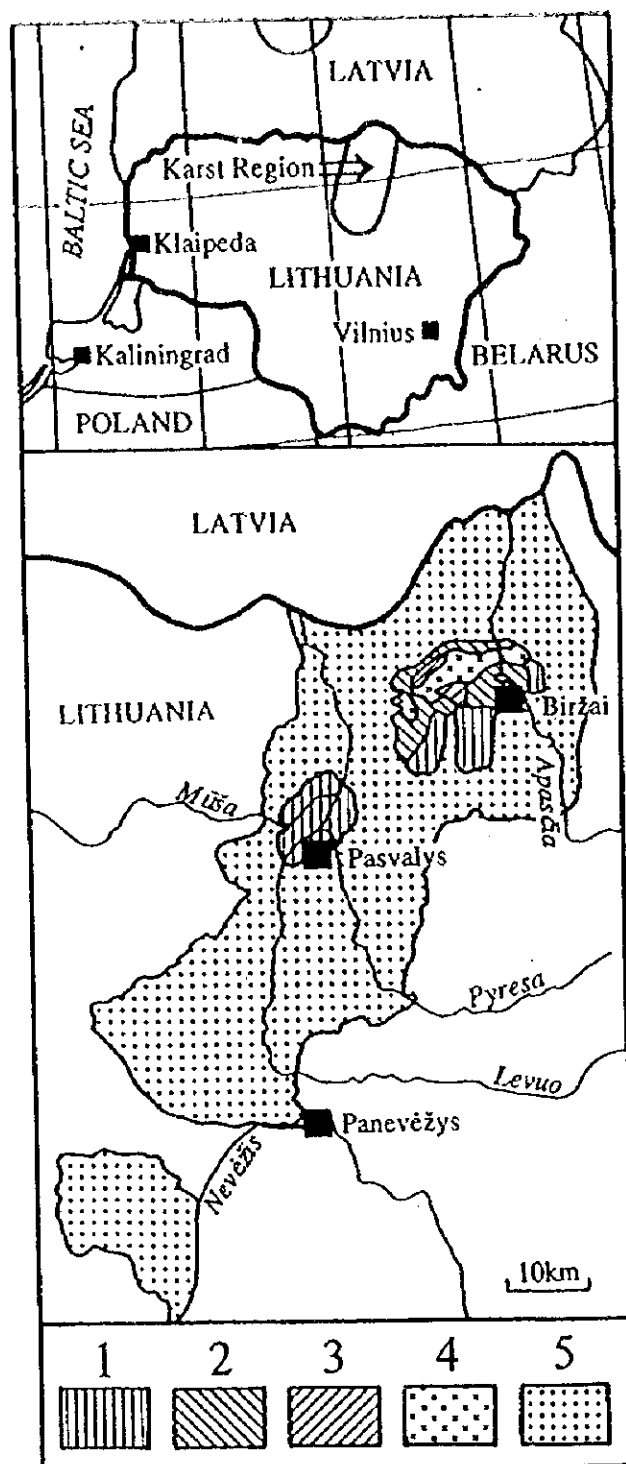 LATVIA
BALTIC SEA
Karst Region
Klaipeda
LITHUANIA
Vilnius
Kaliningrad
BELARUS
POLAND
LATVIA
LITHUANIA
Biržai
Mūša
Apaščia
Pasvalys
Pyresa
Levuo
Panevėžys
Nevėžis
10km
1 2 3 4 5